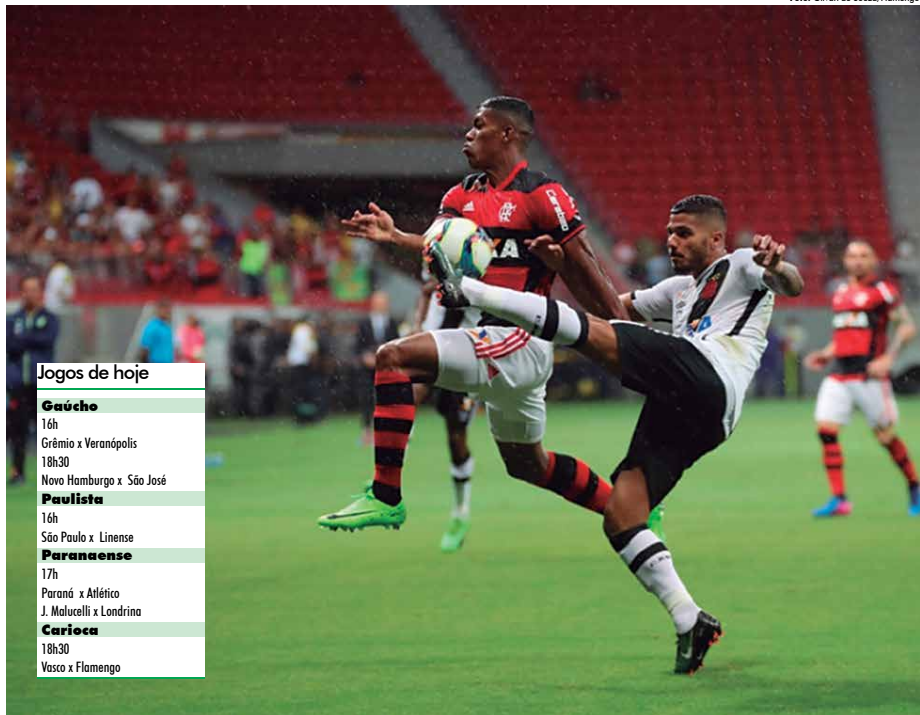 Jogos de hoje
Gaúcho
16h
Grêmio x Veranópolis
18h30
Novo Hamburgo x São José
Paulista
16h
São Paulo x Linense
Paranaense
17h
Paraná x Atlético
J. Malucelli x Londrina
Carioca
18h30
Vasco x Flamengo
Carabao